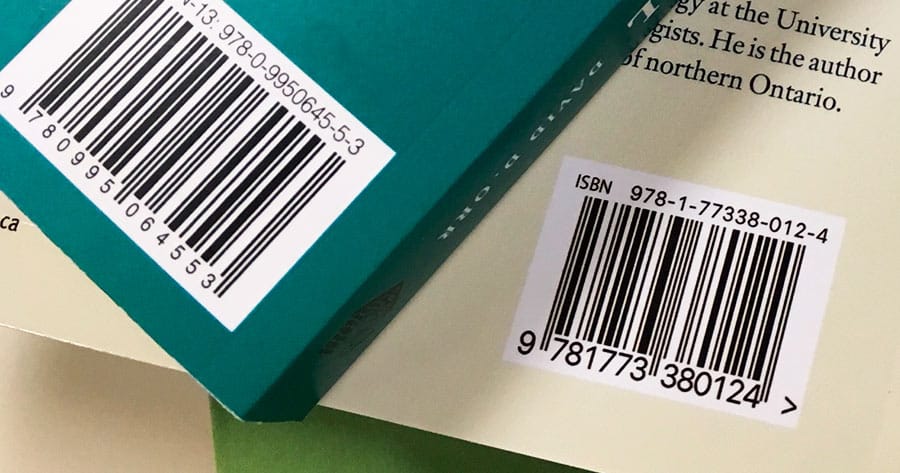 N-13: 978-0-9950645-5-3
9 780995 064553
ca
DAVID
gy at the University
gists. He is the author
of northern Ontario.
ISBN 978-1-77338-012-4
9 781773 380124 >